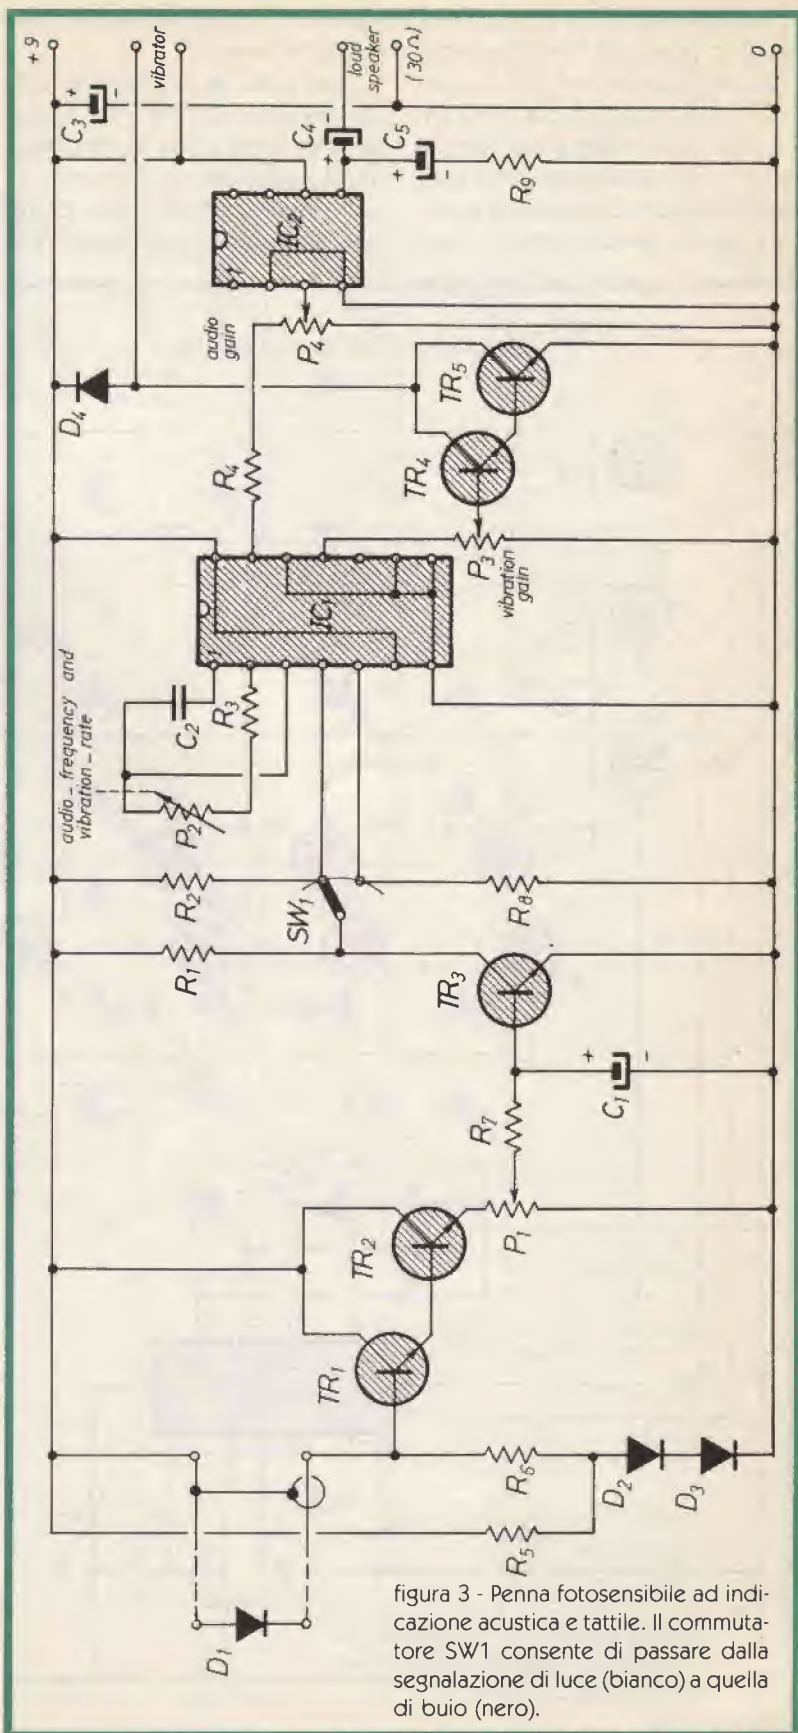 +9
vibrator
loud
speaker
(30Ω)
0
C3
+
-
C4
+
-
C5
+
-
R9
1
IC2
audio
gain
P4
D4
R4
TR4
TR5
P3
vibration
gain
1
IC1
audio_frequency and
vibration_rate
C2
R3
P2
R2
R1
SW1
R8
TR3
R7
C1
+
-
P1
TR2
TR1
R6
R5
D2
D3
D1
figura 3 - Penna fotosensibile ad indi-
cazione acustica e tattile. Il commuta-
tore SW1 consente di passare dalla
segnalazione di luce (bianco) a quella
di buio (nero).